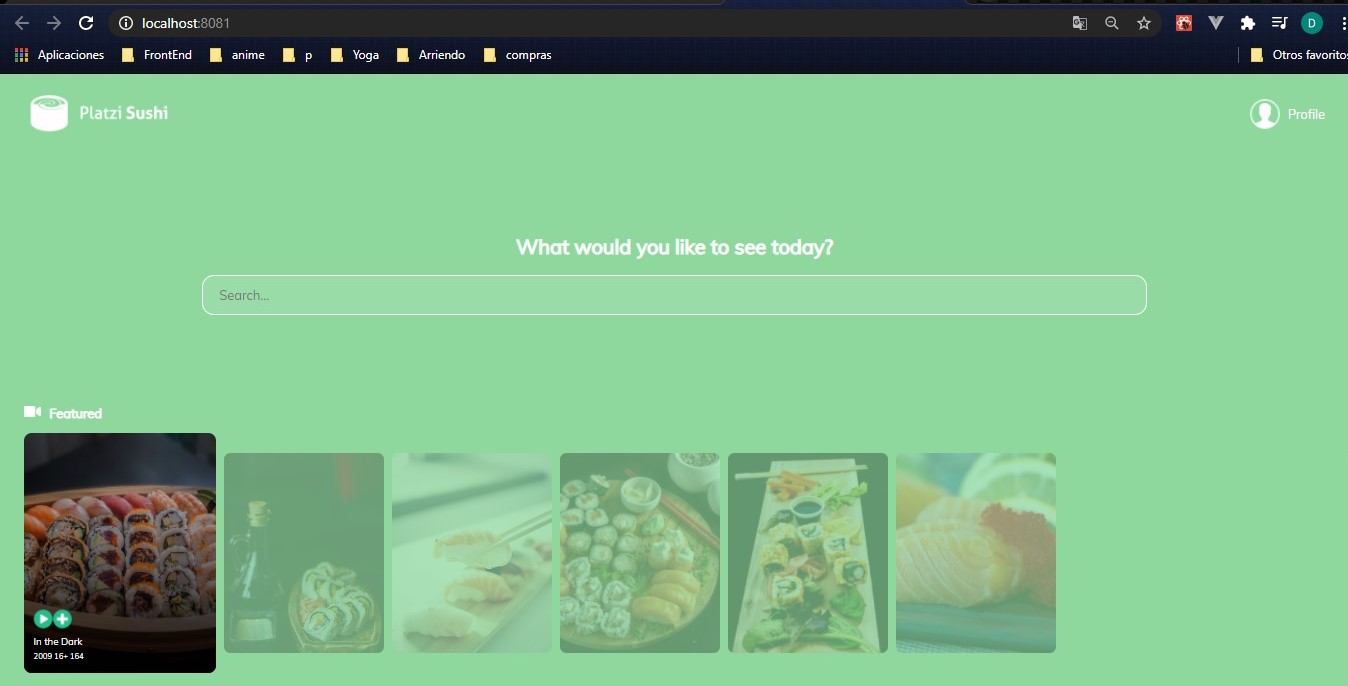 localhost:8081
D
Aplicaciones FrontEnd anime p Yoga Arriendo compras Otros favoritos
Platzi Sushi
Profile
What would you like to see today?
Search...
Featured
In the Dark
2009 16+ 164